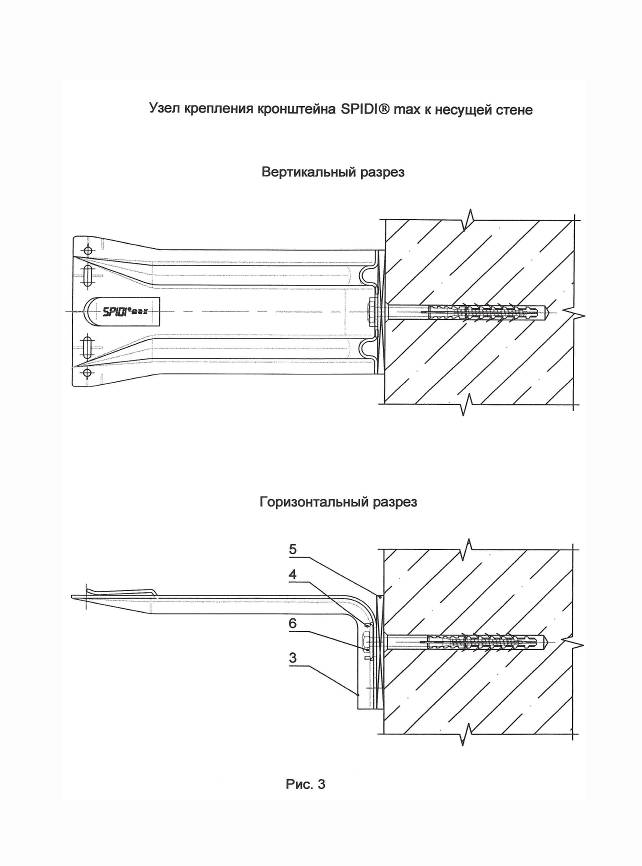 Узел крепления кронштейна SPIDI® max к несущей стене
Вертикальный разрез
SPIDI®max
Горизонтальный разрез
5
4
6
3
Рис. 3